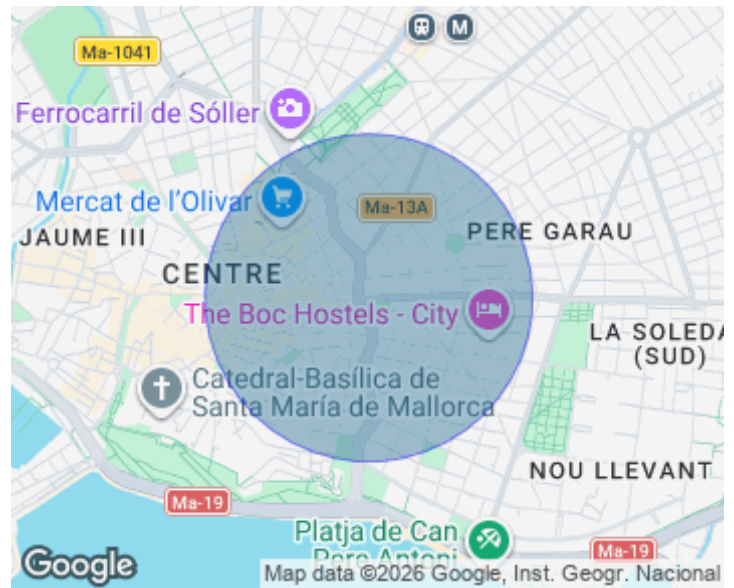 M
Ma-1041
Ferrocarril de Sóller
Mercat de l'Olivar
Ma-13A
JAUME III
PERE GARAU
CENTRE
The Boc Hostels - City
LA SOLEDA
(SUD)
Catedral-Basílica de
Santa María de Mallorca
NOU LLEVANT
Ma-19
Platja de Can
Pere Antoni
Ma-19
Google
Map data ©2026 Google, Inst. Geogr. Nacional